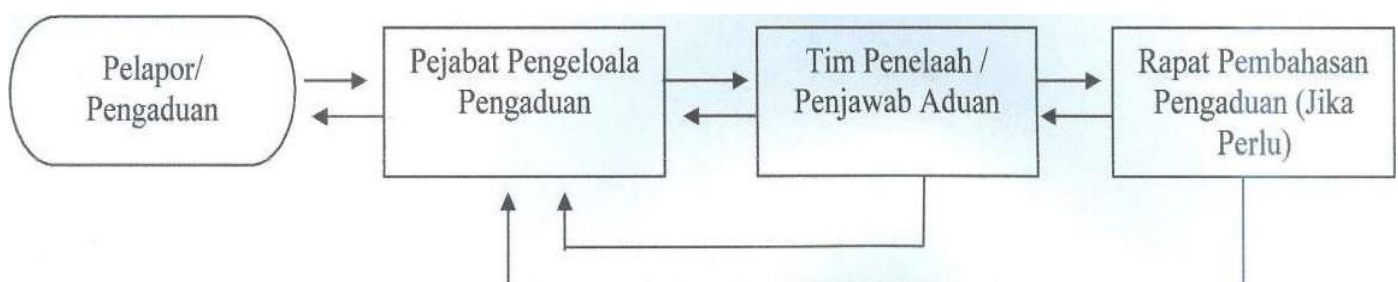 Pelapor/
Pengaduan
Pejabat Pengeloala
Pengaduan
Tim Penelaah /
Penjawab Aduan
Rapat Pembahasan
Pengaduan (Jika
Perlu)